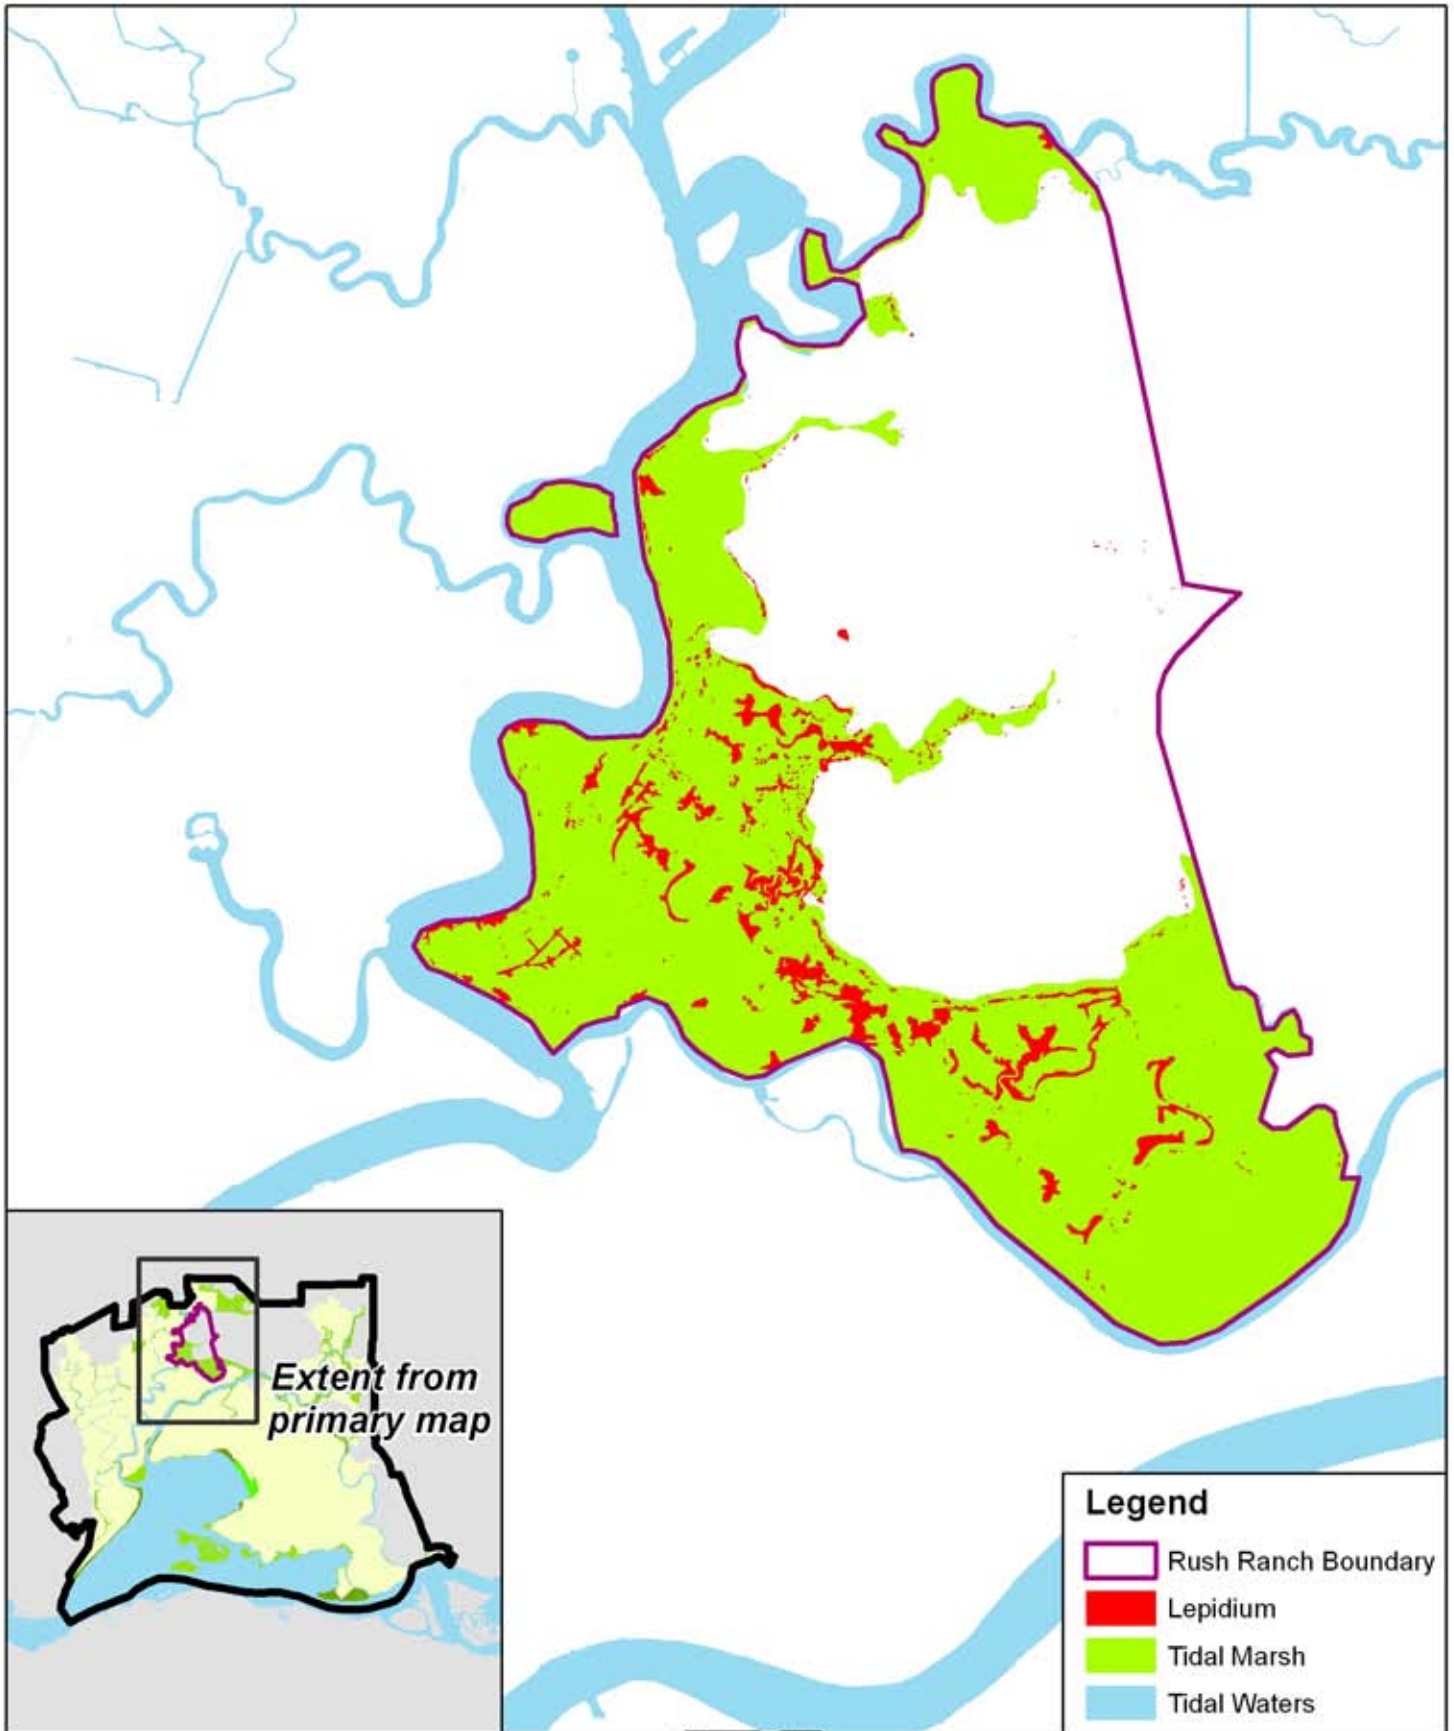 Extent from
primary map
Legend
Rush Ranch Boundary
Lepidium
Tidal Marsh
Tidal Waters